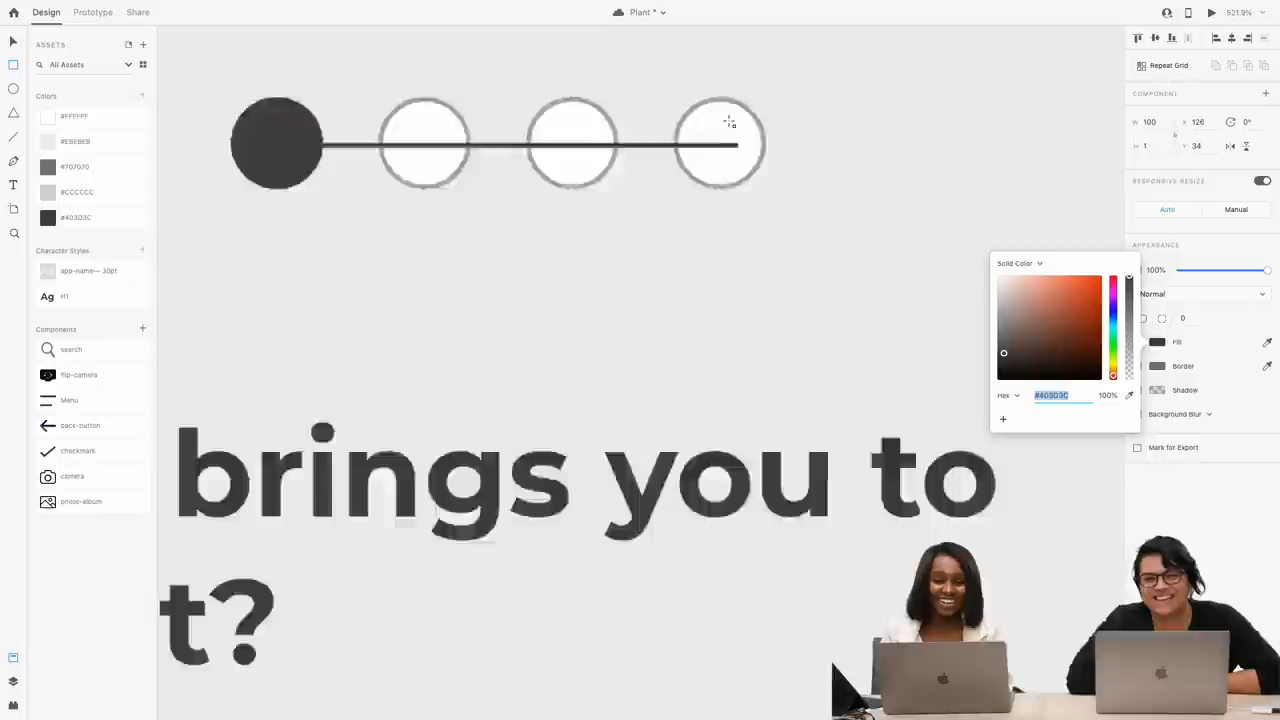 Design Prototype Share
Plant *
521.9%
ASSETS
All Assets
Repeat Grid
Colors
COMPONENT
#FFFFFF
W 100 X 126 0°
#EBEBEB
H 1 Y 34
#707070
RESPONSIVE RESIZE
#CCCCCC
Auto Manual
#403D3C
APPEARANCE
Character Styles
Solid Color
100%
app-name— 30pt
Normal
Ag H1
0
Components
Fill
search
Border
flip-camera
Hex #403D3C 100%
Shadow
Menu
Background Blur
back-button
Mark for Export
checkmark
camera
photo-album
brings you to
t?